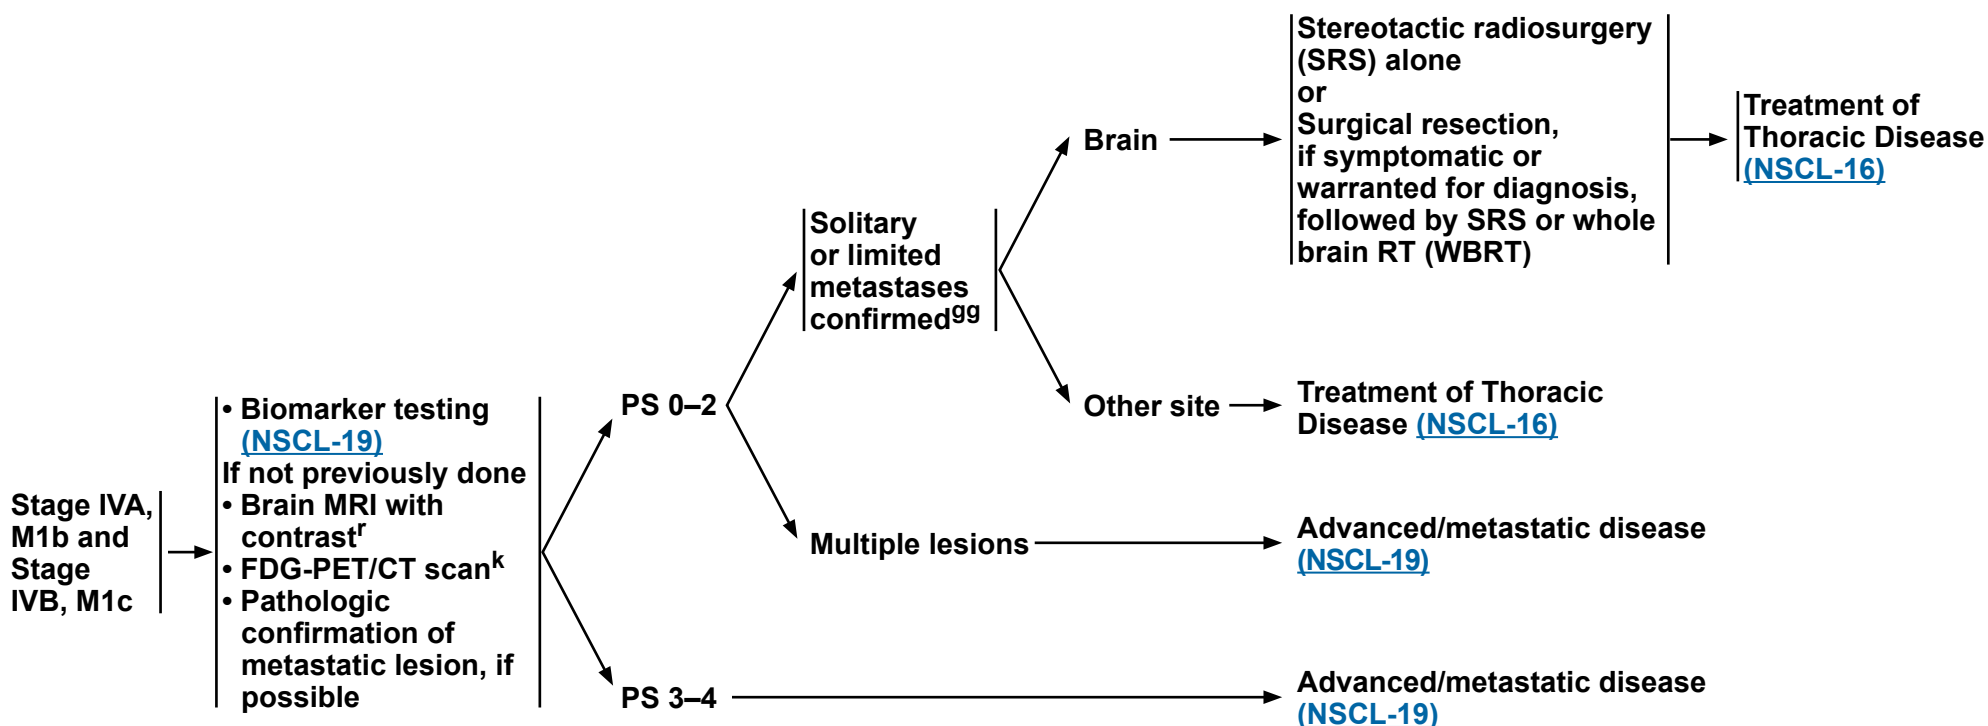 Stage IVA,
M1b and
Stage
IVB, M1c
• Biomarker testing
(NSCL-19)
If not previously done
• Brain MRI with
contrastʳ
• FDG-PET/CT scanᵏ
• Pathologic
confirmation of
metastatic lesion, if
possible
PS 0–2
Solitary
or limited
metastases
confirmedᵍᵍ
Brain
Stereotactic radiosurgery
(SRS) alone
or
Surgical resection,
if symptomatic or
warranted for diagnosis,
followed by SRS or whole
brain RT (WBRT)
Treatment of
Thoracic Disease
(NSCL-16)
Other site
Treatment of Thoracic
Disease (NSCL-16)
Multiple lesions
Advanced/metastatic disease
(NSCL-19)
PS 3–4
Advanced/metastatic disease
(NSCL-19)